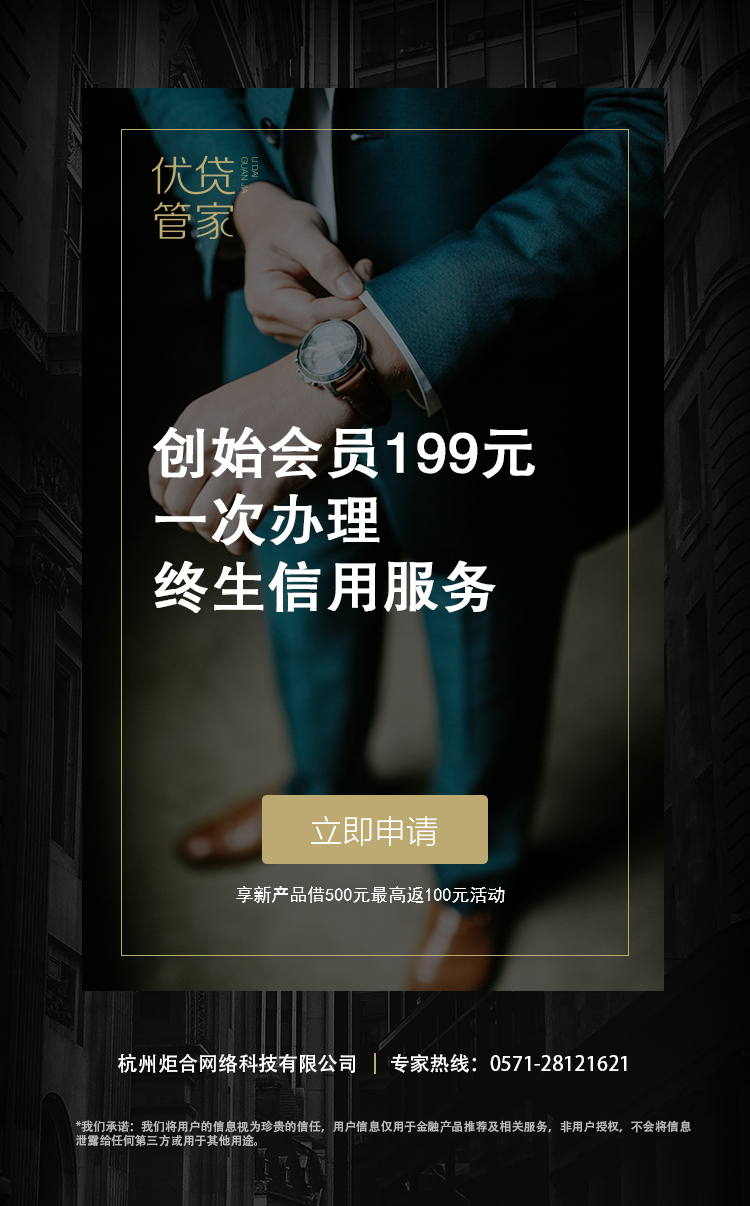 优贷
管家
U DAI
GUAN JIA
创始会员199元
一次办理
终生信用服务
立即申请
享新产品借500元最高返100元活动
杭州炬合网络科技有限公司 | 专家热线：0571-28121621
*我们承诺：我们将用户的信息视为珍贵的信任，用户信息仅用于金融产品推荐及相关服务，非用户授权，不会将信息
泄露给任何第三方或用于其他用途。